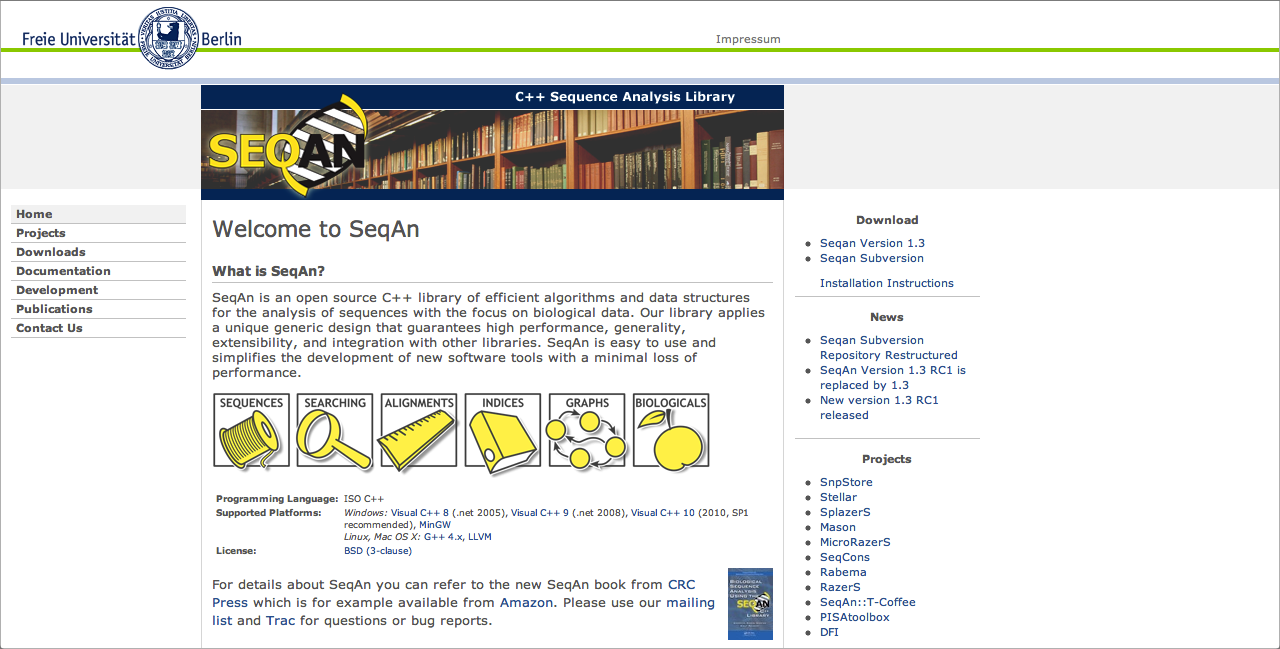 Freie Universität Berlin
Impressum
C++ Sequence Analysis Library
SEQAN
Home
Projects
Downloads
Documentation
Development
Publications
Contact Us
Welcome to SeqAn
What is SeqAn?
SeqAn is an open source C++ library of efficient algorithms and data structures
for the analysis of sequences with the focus on biological data. Our library applies
a unique generic design that guarantees high performance, generality,
extensibility, and integration with other libraries. SeqAn is easy to use and
simplifies the development of new software tools with a minimal loss of
performance.
SEQUENCES SEARCHING ALIGNMENTS INDICES GRAPHS BIOLOGICALS
Programming Language: ISO C++
Supported Platforms: Windows: Visual C++ 8 (.net 2005), Visual C++ 9 (.net 2008), Visual C++ 10 (2010, SP1
recommended), MinGW
Linux, Mac OS X: G++ 4.x, LLVM
License: BSD (3-clause)
For details about SeqAn you can refer to the new SeqAn book from CRC
Press which is for example available from Amazon. Please use our mailing
list and Trac for questions or bug reports.
BIOLOGICAL
SEQUENCE
ANALYSIS
USING THE
SEQAN
C++
LIBRARY
Download
Seqan Version 1.3
Seqan Subversion
Installation Instructions
News
Seqan Subversion
Repository Restructured
SeqAn Version 1.3 RC1 is
replaced by 1.3
New version 1.3 RC1
released
Projects
SnpStore
Stellar
SplazerS
Mason
MicroRazerS
SeqCons
Rabema
RazerS
SeqAn::T-Coffee
PISAtoolbox
DFI